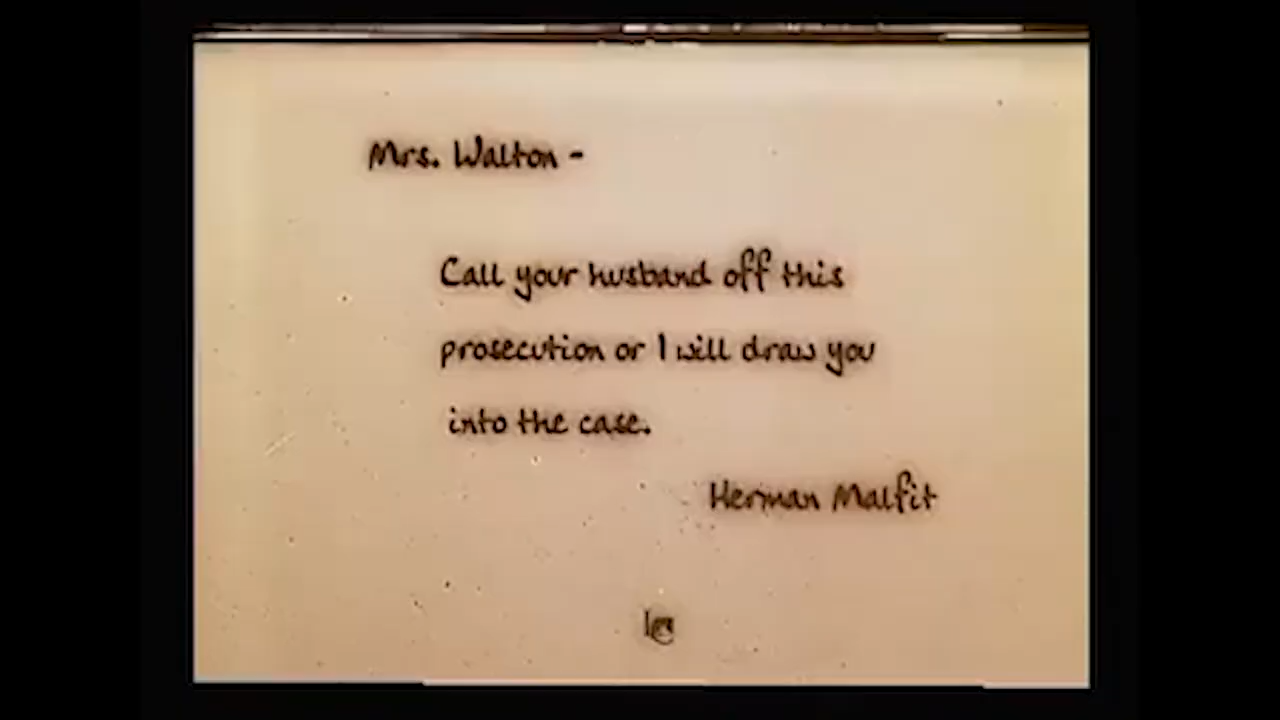 Mrs. Walton -
Call your husband off this
prosecution or I will draw you
into the case.
Herman Malfit